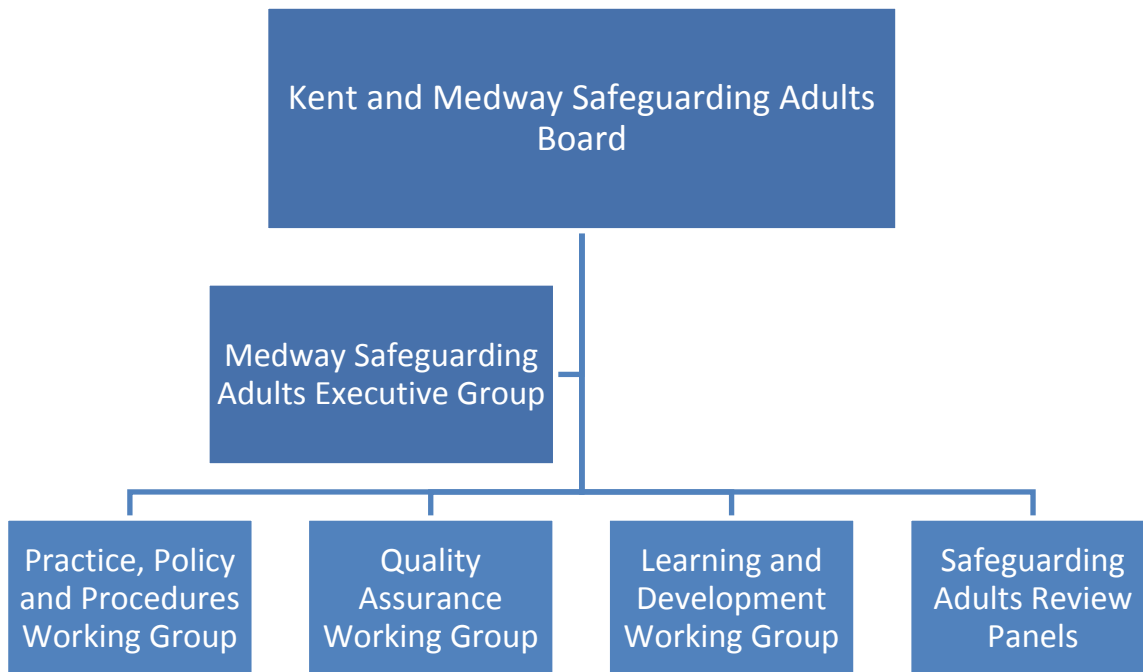 Kent and Medway Safeguarding Adults
Board
Medway Safeguarding
Adults Executive Group
Practice, Policy
and Procedures
Working Group
Quality
Assurance
Working Group
Learning and
Development
Working Group
Safeguarding
Adults Review
Panels